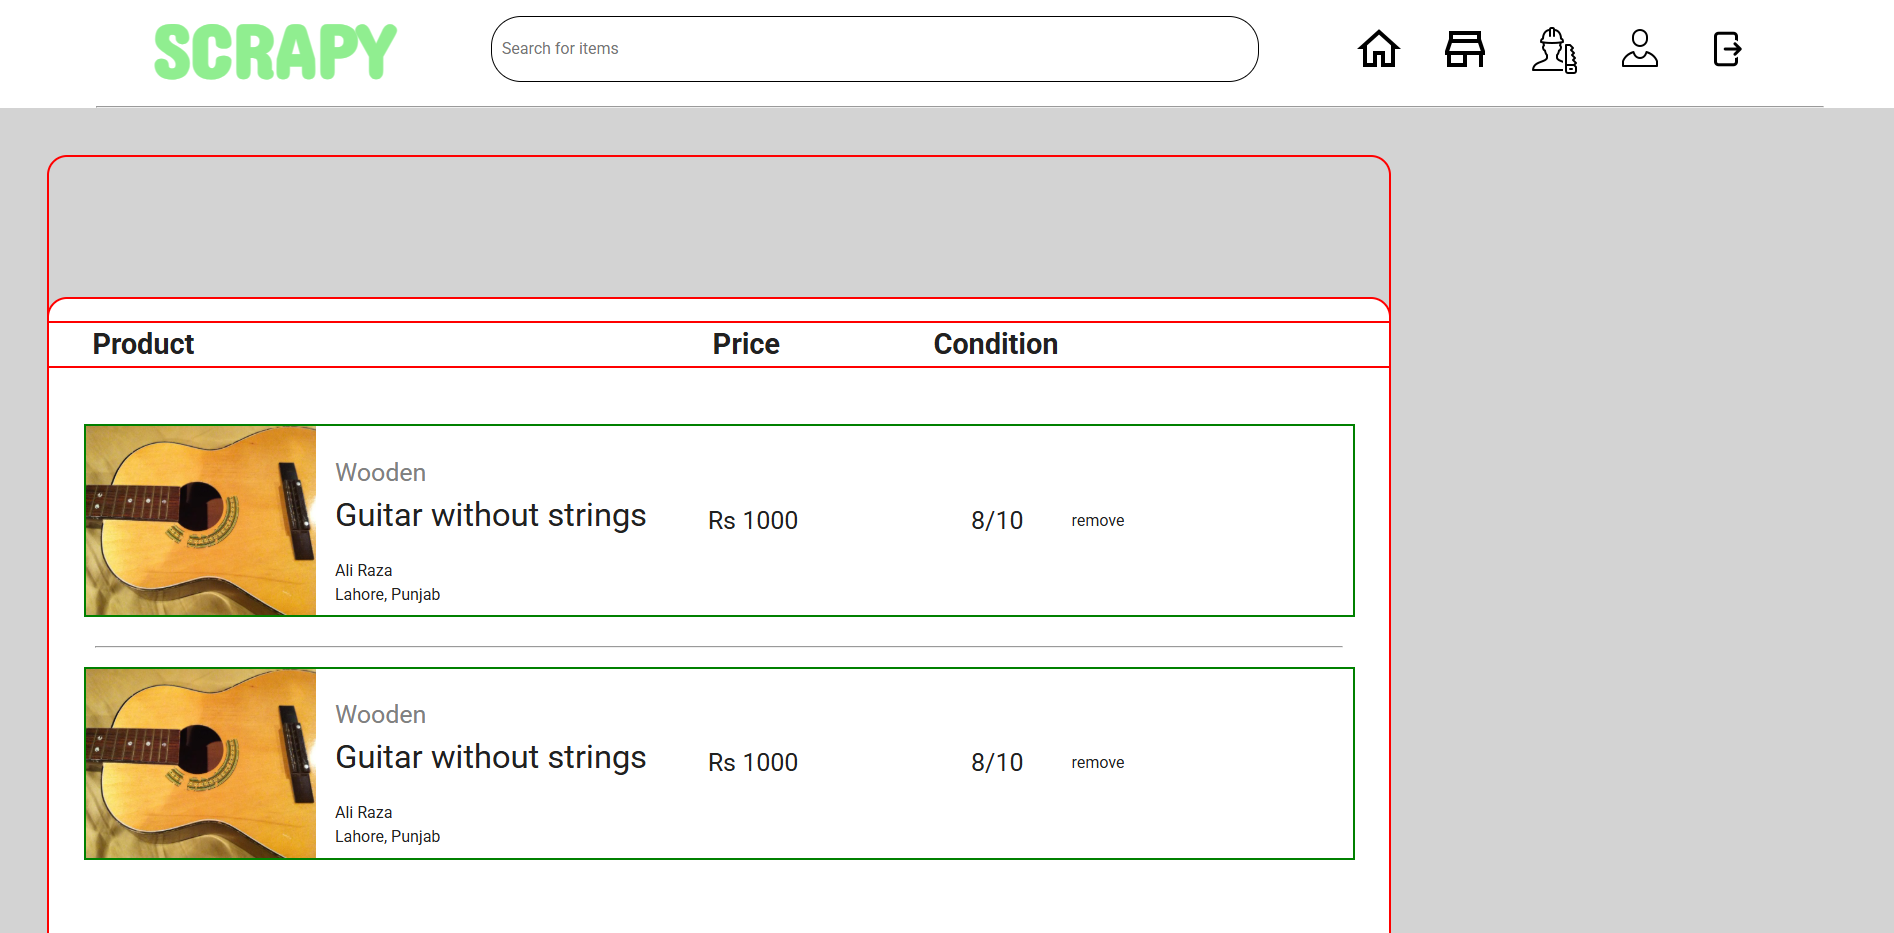 SCRAPY
Search for items
Product Price Condition
Wooden
Guitar without strings
Rs 1000 8/10 remove
Ali Raza
Lahore, Punjab
Wooden
Guitar without strings
Rs 1000 8/10 remove
Ali Raza
Lahore, Punjab